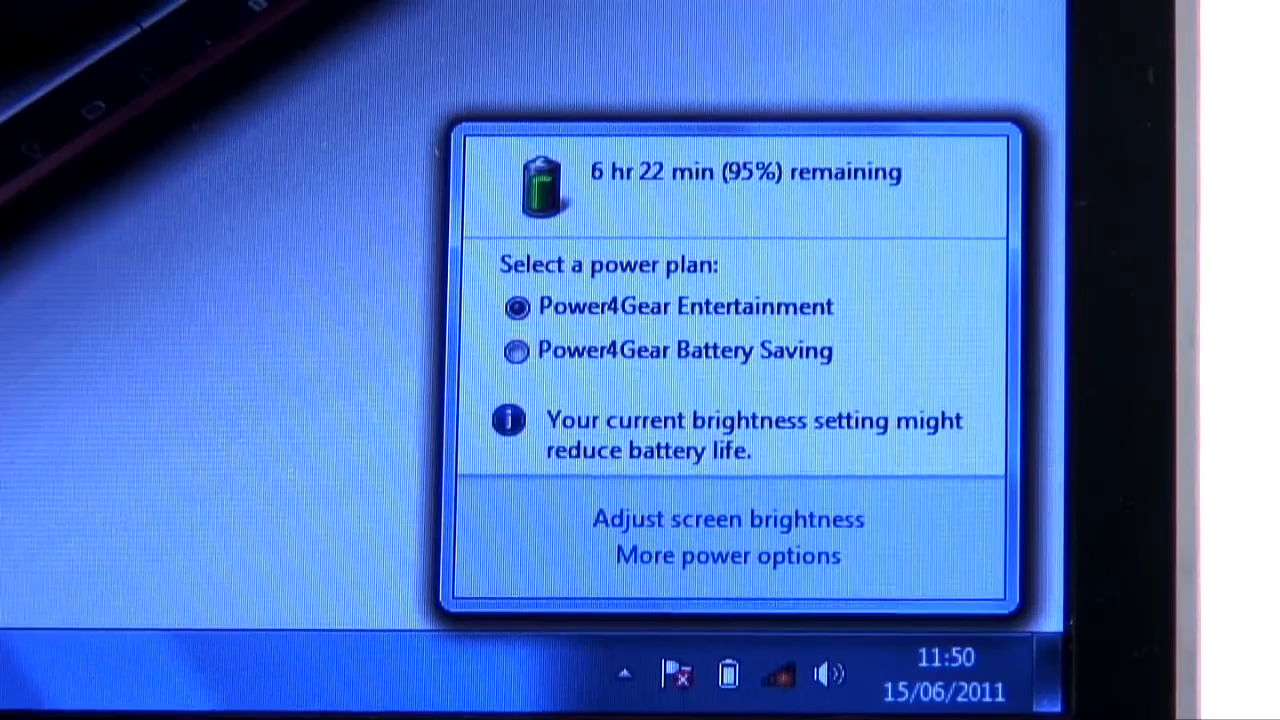 6 hr 22 min (95%) remaining
Select a power plan:
Power4Gear Entertainment
Power4Gear Battery Saving
Your current brightness setting might
reduce battery life.
Adjust screen brightness
More power options
11:50
15/06/2011